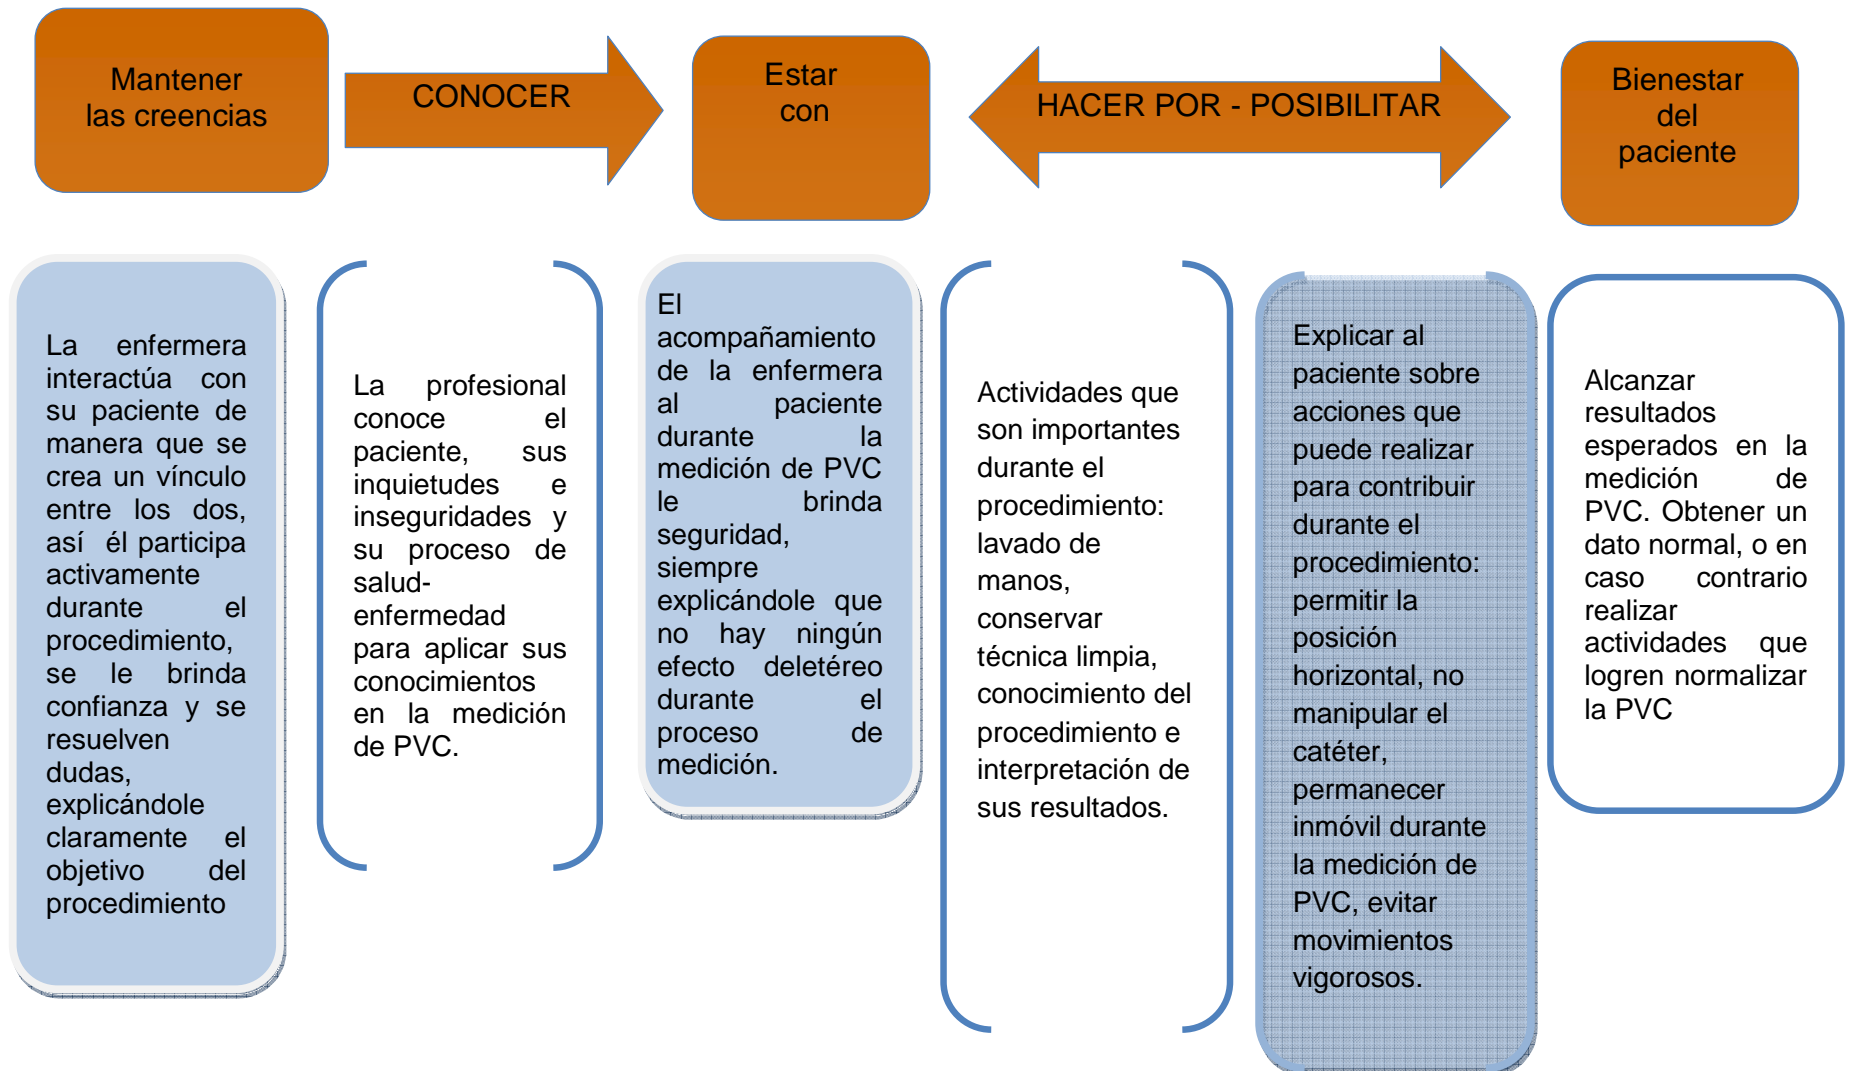 Mantener
las creencias
CONOCER
Estar
con
HACER POR - POSIBILITAR
Bienestar
del
paciente
La enfermera
interactúa con
su paciente de
manera que se
crea un vínculo
entre los dos,
así él participa
activamente
durante el
procedimiento,
se le brinda
confianza y se
resuelven
dudas,
explicándole
claramente el
objetivo del
procedimiento
La profesional
conoce el
paciente, sus
inquietudes e
inseguridades y
su proceso de
salud-
enfermedad
para aplicar sus
conocimientos
en la medición
de PVC.
El
acompañamiento
de la enfermera
al paciente
durante la
medición de PVC
le brinda
seguridad,
siempre
explicándole que
no hay ningún
efecto deletéreo
durante el
proceso de
medición.
Actividades que
son importantes
durante el
procedimiento:
lavado de
manos,
conservar
técnica limpia,
conocimiento del
procedimiento e
interpretación de
sus resultados.
Explicar al
paciente sobre
acciones que
puede realizar
para contribuir
durante el
procedimiento:
permitir la
posición
horizontal, no
manipular el
catéter,
permanecer
inmóvil durante
la medición de
PVC, evitar
movimientos
vigorosos.
Alcanzar
resultados
esperados en la
medición de
PVC. Obtener un
dato normal, o en
caso contrario
realizar
actividades que
logren normalizar
la PVC